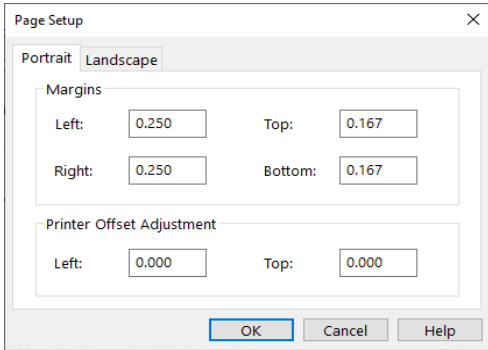 Page Setup
Portrait Landscape
Margins
Left: 0.250 Top: 0.167
Right: 0.250 Bottom: 0.167
Printer Offset Adjustment
Left: 0.000 Top: 0.000
OK Cancel Help